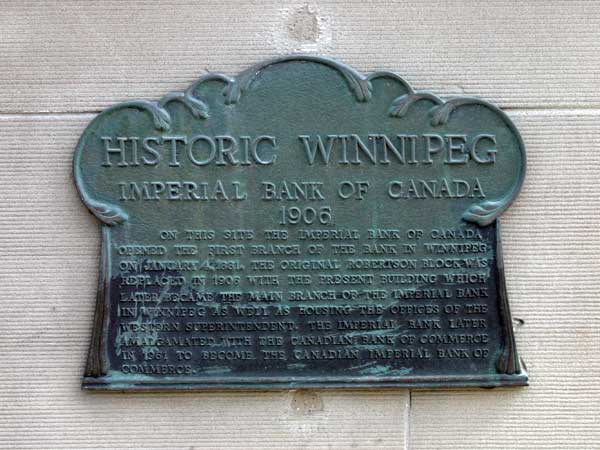 HISTORIC WINNIPEG
IMPERIAL BANK OF CANADA
1906
ON THIS SITE THE IMPERIAL BANK OF CANADA
OPENED THE FIRST BRANCH OF THE BANK IN WINNIPEG
ON JANUARY 1881. THE ORIGINAL ROBERTSON BLOCK WAS
REPLACED IN 1906 WITH THE PRESENT BUILDING WHICH
LATER BECAME THE MAIN BRANCH OF THE IMPERIAL BANK
IN WINNIPEG AS WELL AS HOUSING THE OFFICES OF THE
WESTERN SUPERINTENDENT. THE IMPERIAL BANK LATER
AMALGAMATED WITH THE CANADIAN BANK OF COMMERCE
IN 1961 TO BECOME THE CANADIAN IMPERIAL BANK OF
COMMERCE.